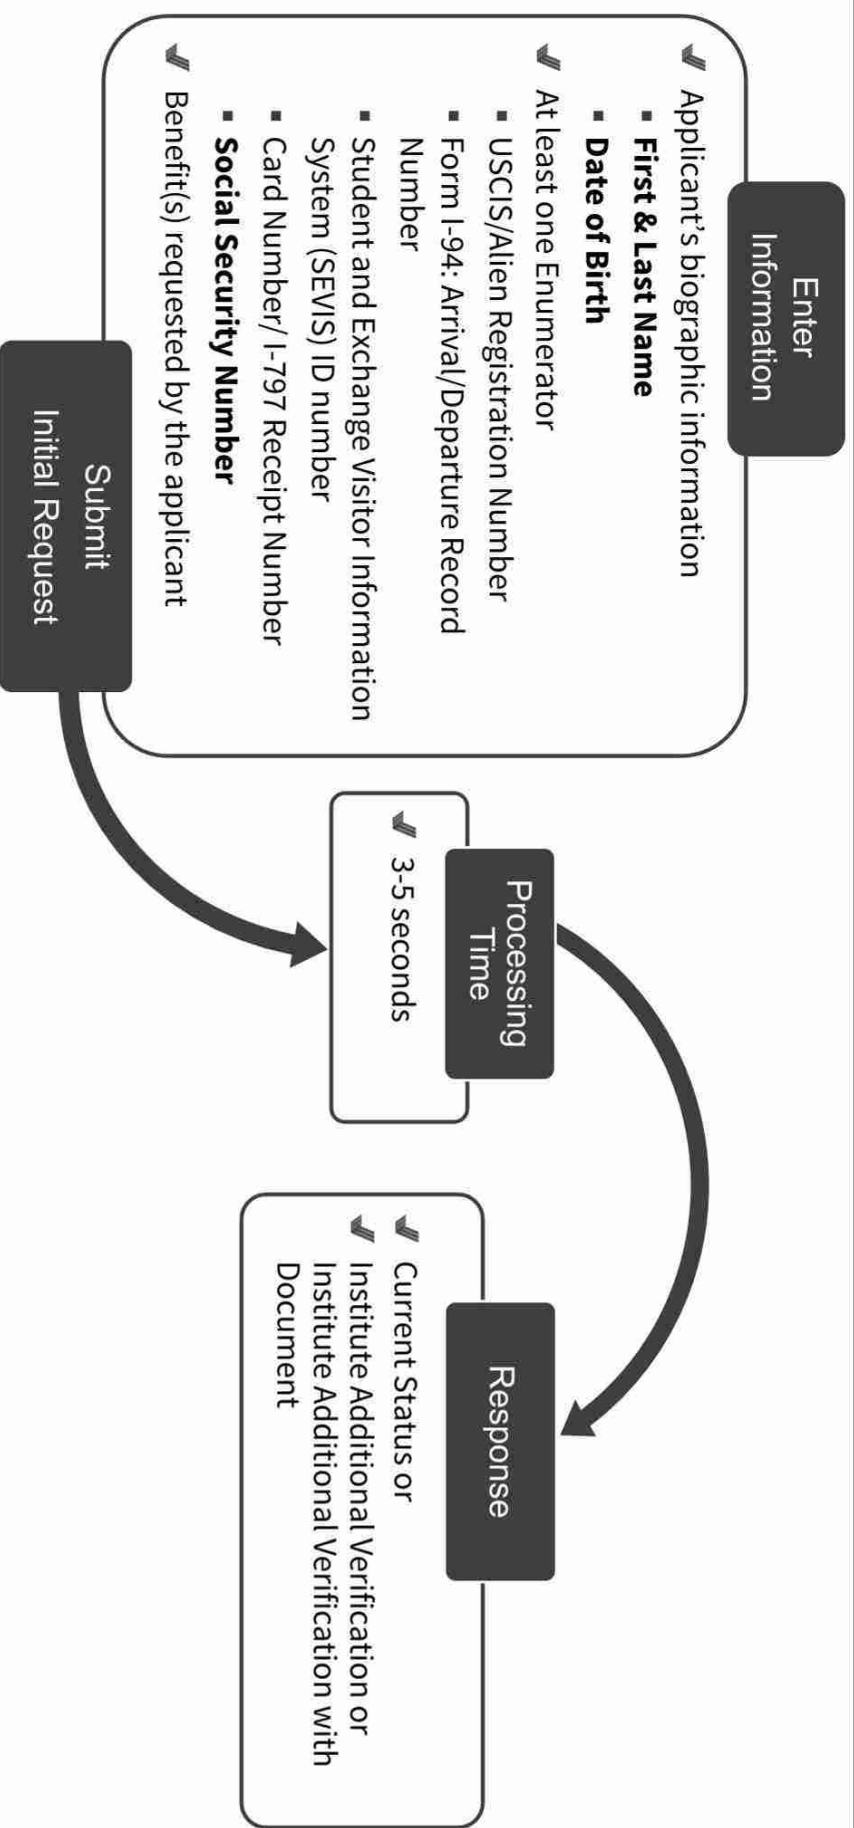 Enter
Information
Applicant's biographic information
▪ First & Last Name
▪ Date of Birth
At least one Enumerator
▪ USCIS/Alien Registration Number
▪ Form I-94: Arrival/Departure Record
Number
▪ Student and Exchange Visitor Information
System (SEVIS) ID number
▪ Card Number/ I-797 Receipt Number
▪ Social Security Number
Benefit(s) requested by the applicant
Submit
Initial Request
Processing
Time
3-5 seconds
Response
Current Status or
Institute Additional Verification or
Institute Additional Verification with
Document